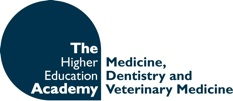 The
Higher
Education
Academy
Medicine,
Dentistry and
Veterinary Medicine